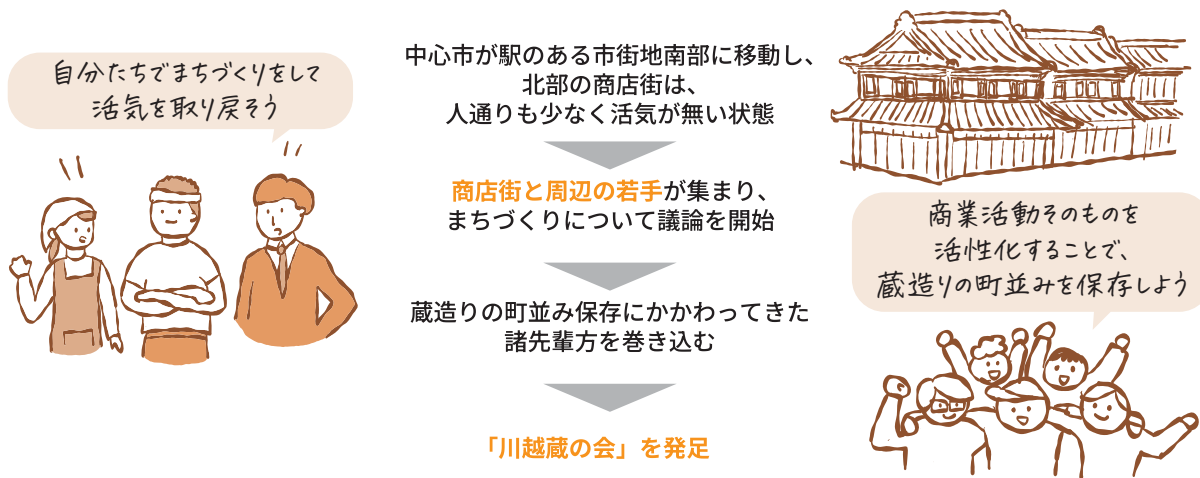 自分たちでまちづくりをして
活気を取り戻そう
中心市が駅のある市街地南部に移動し、
北部の商店街は、
人通りも少なく活気が無い状態
商店街と周辺の若手が集まり、
まちづくりについて議論を開始
蔵造りの町並み保存にかかわってきた
諸先輩方を巻き込む
「川越蔵の会」を発足
商業活動そのものを
活性化することで、
蔵造りの町並みを保存しよう